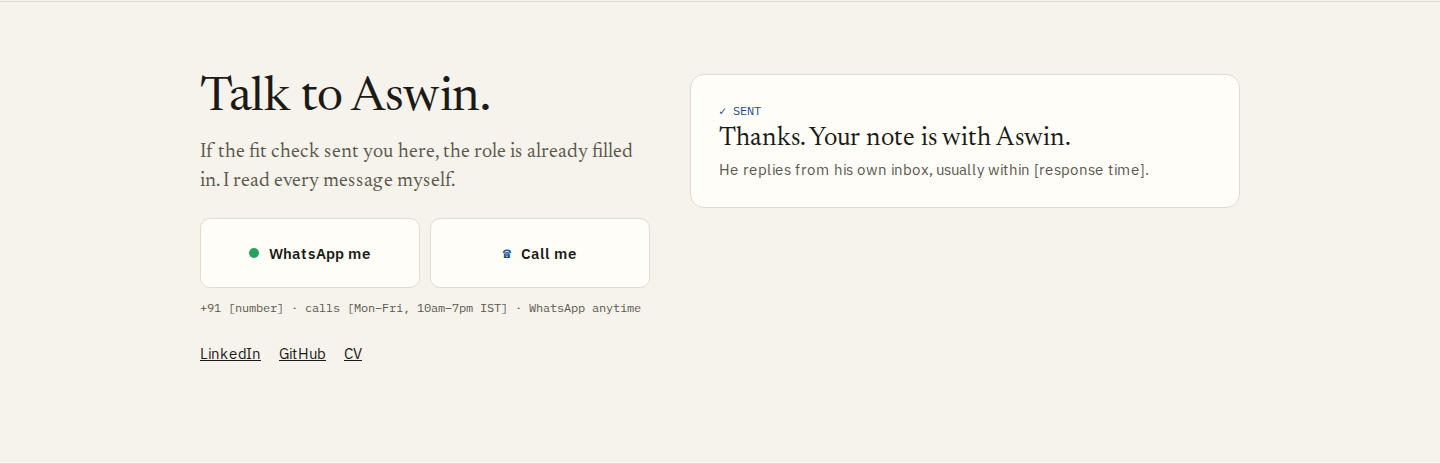 Talk to Aswin.
If the fit check sent you here, the role is already filled
in. I read every message myself.
WhatsApp me
☎ Call me
+91 [number] · calls [Mon–Fri, 10am–7pm IST] · WhatsApp anytime
LinkedIn GitHub CV
✓ SENT
Thanks. Your note is with Aswin.
He replies from his own inbox, usually within [response time].